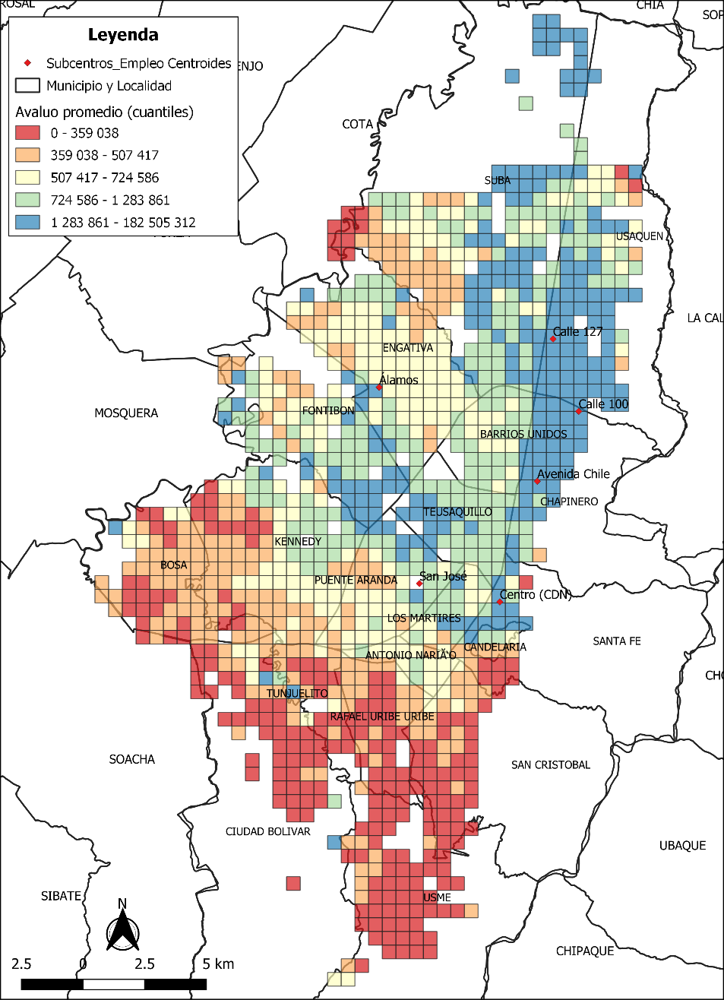 ROSAL
CHIA
SOP
Leyenda
Subcentros_Empleo Centroides
ENJO
Municipio y Localidad
Avaluo promedio (cuantiles)
0 - 359 038
359 038 - 507 417
507 417 - 724 586
724 586 - 1 283 861
1 283 861 - 182 505 312
COTA
SUBA
USAQUEN
LA CAL
Calle 127
ENGATIVA
Álamos
MOSQUERA
FONTIBON
Calle 100
BARRIOS UNIDOS
Avenida Chile
CHAPINERO
TEUSAQUILLO
KENNEDY
BOSA
PUENTE ARANDA
San José
Centro (CDN)
LOS MARTIRES
SANTA FE
CANDELARIA
ANTONIO NARIĂ‘O
CHO
TUNJUELITO
RAFAEL URIBE URIBE
SOACHA
SAN CRISTOBAL
CIUDAD BOLIVAR
UBAQUE
SIBATE
USME
N
CHIPAQUE
2.5 0 2.5 5 km